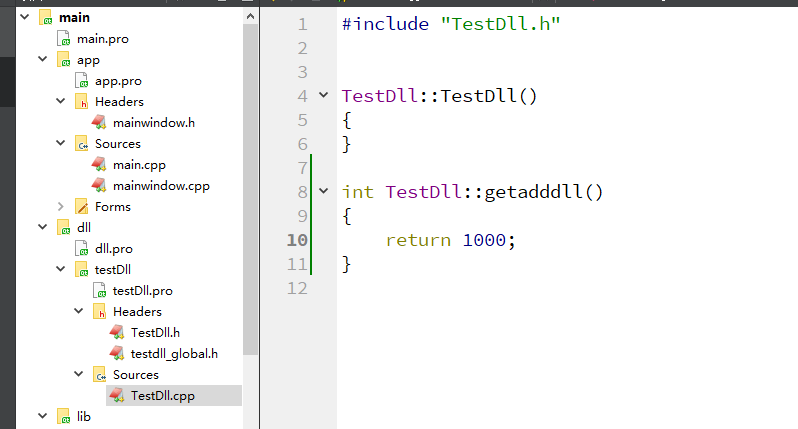 main
main.pro
app
app.pro
Headers
mainwindow.h
Sources
main.cpp
mainwindow.cpp
Forms
dll
dll.pro
testDll
testDll.pro
Headers
TestDll.h
testdll_global.h
Sources
TestDll.cpp
lib
1 #include "TestDll.h"
2
3
4 TestDll::TestDll()
5 {
6 }
7
8 int TestDll::getadddll()
9 {
10 return 1000;
11 }
12